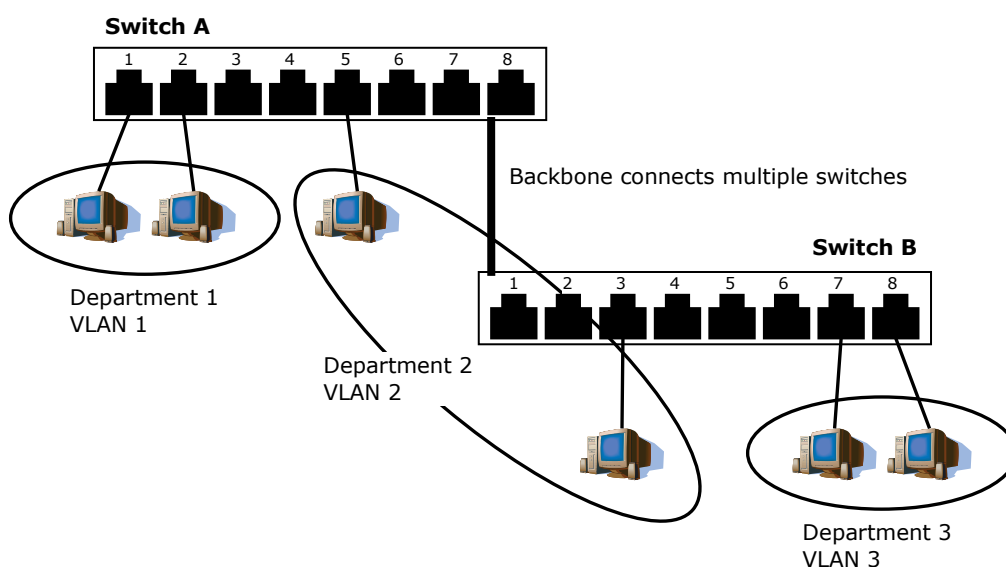 Switch A
1 2 3 4 5 6 7 8
Backbone connects multiple switches
Switch B
1 2 3 4 5 6 7 8
Department 1
VLAN 1
Department 2
VLAN 2
Department 3
VLAN 3